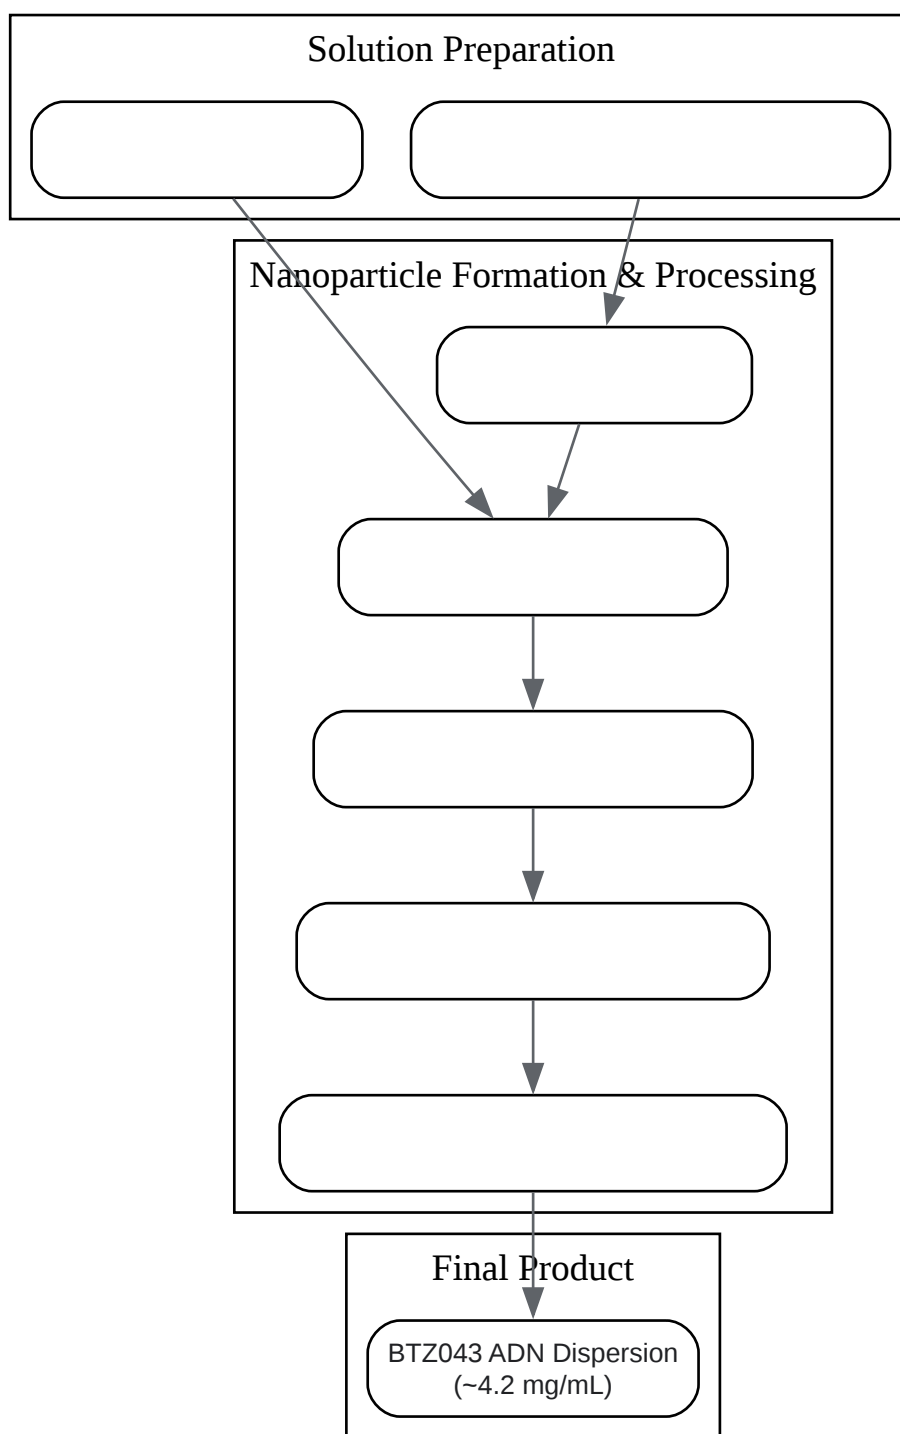 Solution Preparation
Nanoparticle Formation & Processing
Final Product
BTZ043 ADN Dispersion
(~4.2 mg/mL)